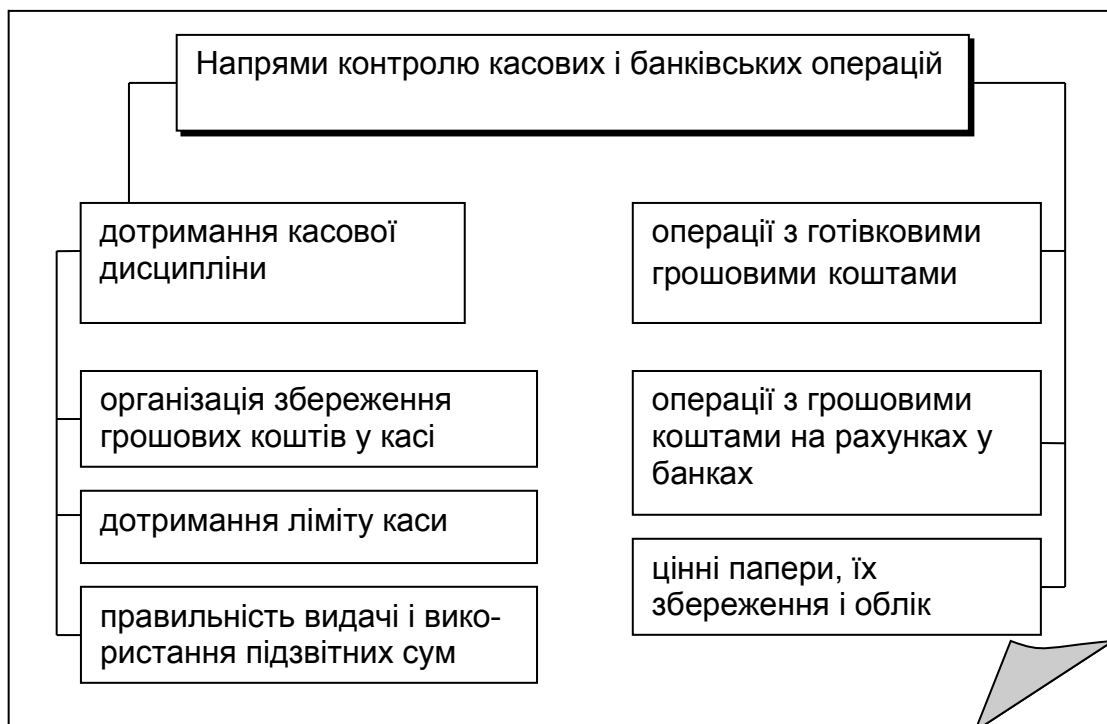 Напрями контролю касових і банківських операцій
дотримання касової
дисципліни
організація збереження
грошових коштів у касі
дотримання ліміту каси
правильність видачі і вико-
ристання підзвітних сум
операції з готівковими
грошовими коштами
операції з грошовими
коштами на рахунках у
банках
цінні папери, їх
збереження і облік